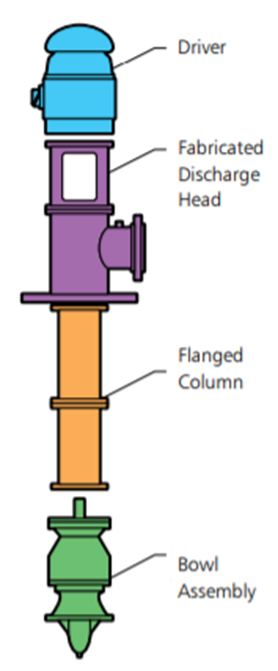 Driver
Fabricated
Discharge
Head
Flanged
Column
Bowl
Assembly